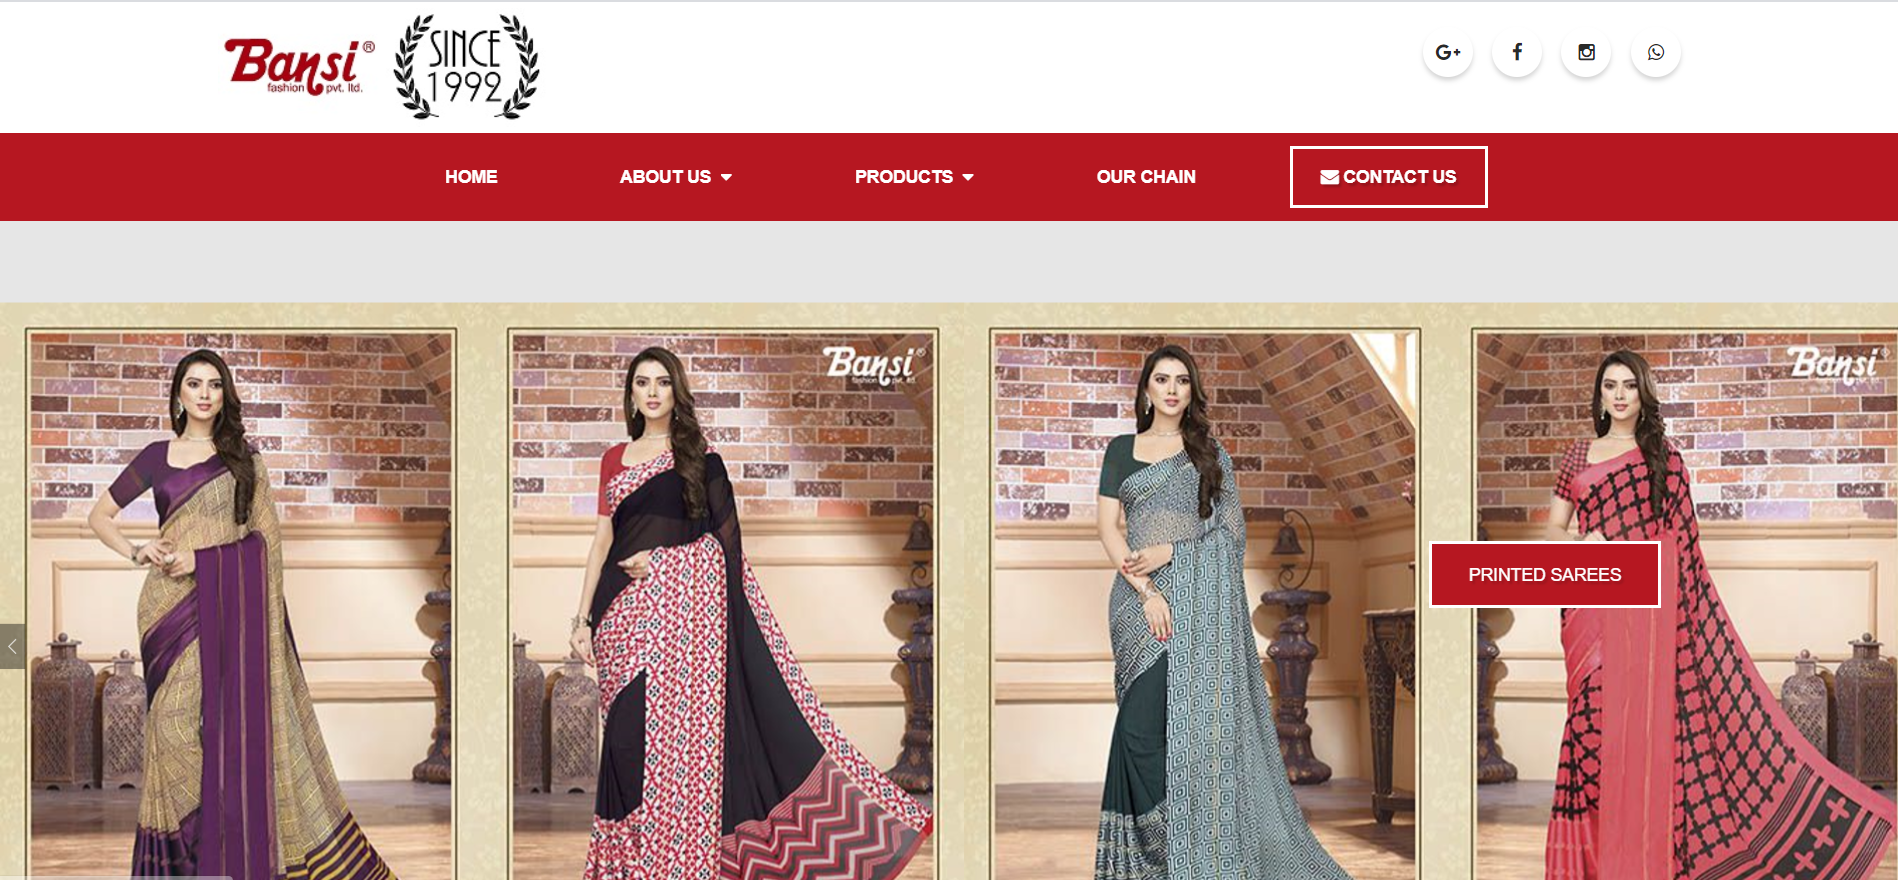 Bansi®
fashion pvt. ltd.
SINCE
1992
G+
HOME
ABOUT US
PRODUCTS
OUR CHAIN
CONTACT US
Bansi®
fashion pvt. ltd.
Bansi®
PRINTED SAREES